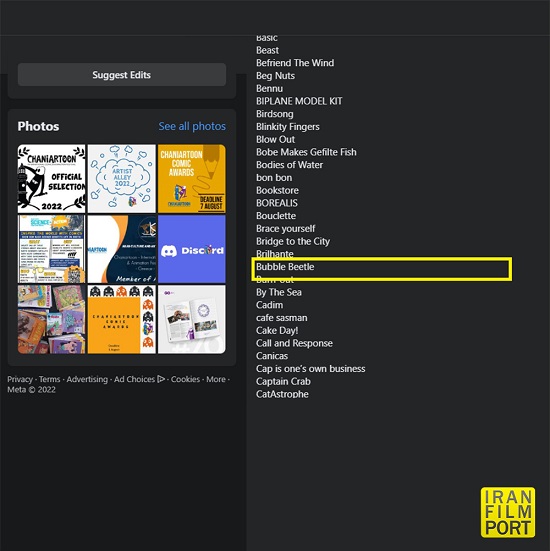 Suggest Edits
Photos
See all photos
CHANIARTOON
OFFICIAL
SELECTION
2022
ARTIST
ALLEY
2022
CHANIARTOON
COMIC
AWARDS
DEADLINE
7 AUGUST
Discord
COMIC
AWARDS
Privacy · Terms · Advertising · Ad Choices · Cookies · More ·
Meta © 2022
Basic
Beast
Befriend The Wind
Beg Nuts
Bennu
BIPLANE MODEL KIT
Birdsong
Blinkity Fingers
Blow Out
Bobe Makes Gefilte Fish
Bodies of Water
bon bon
Bookstore
BOREALIS
Bouclette
Brace yourself
Bridge to the City
Brilhante
Bubble Beetle
Burn out
By The Sea
Cadim
cafe sasman
Cake Day!
Call and Response
Canicas
Cap is one's own business
Captain Crab
CatAstrophe
IRAN
FILM
PORT